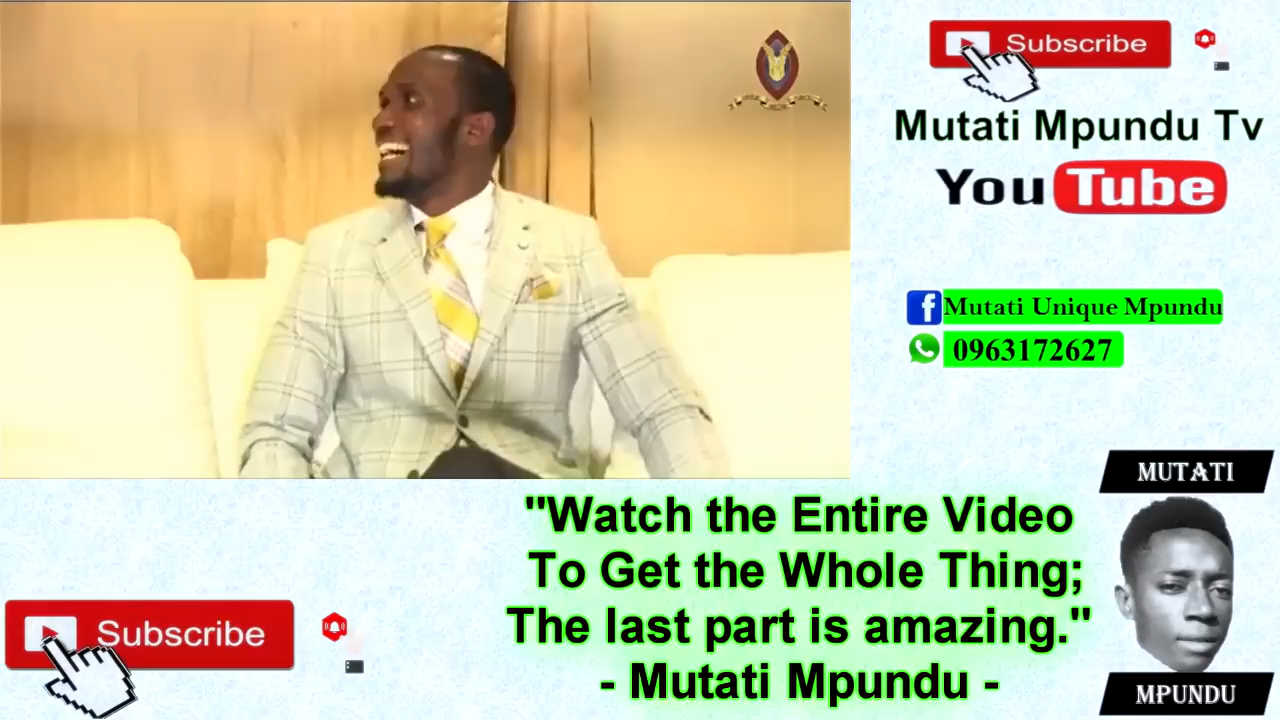 Subscribe
Mutati Mpundu Tv
YouTube
Mutati Unique Mpundu
0963172627
MUTATI
"Watch the Entire Video
To Get the Whole Thing;
The last part is amazing."
- Mutati Mpundu -
Subscribe
MPUNDU